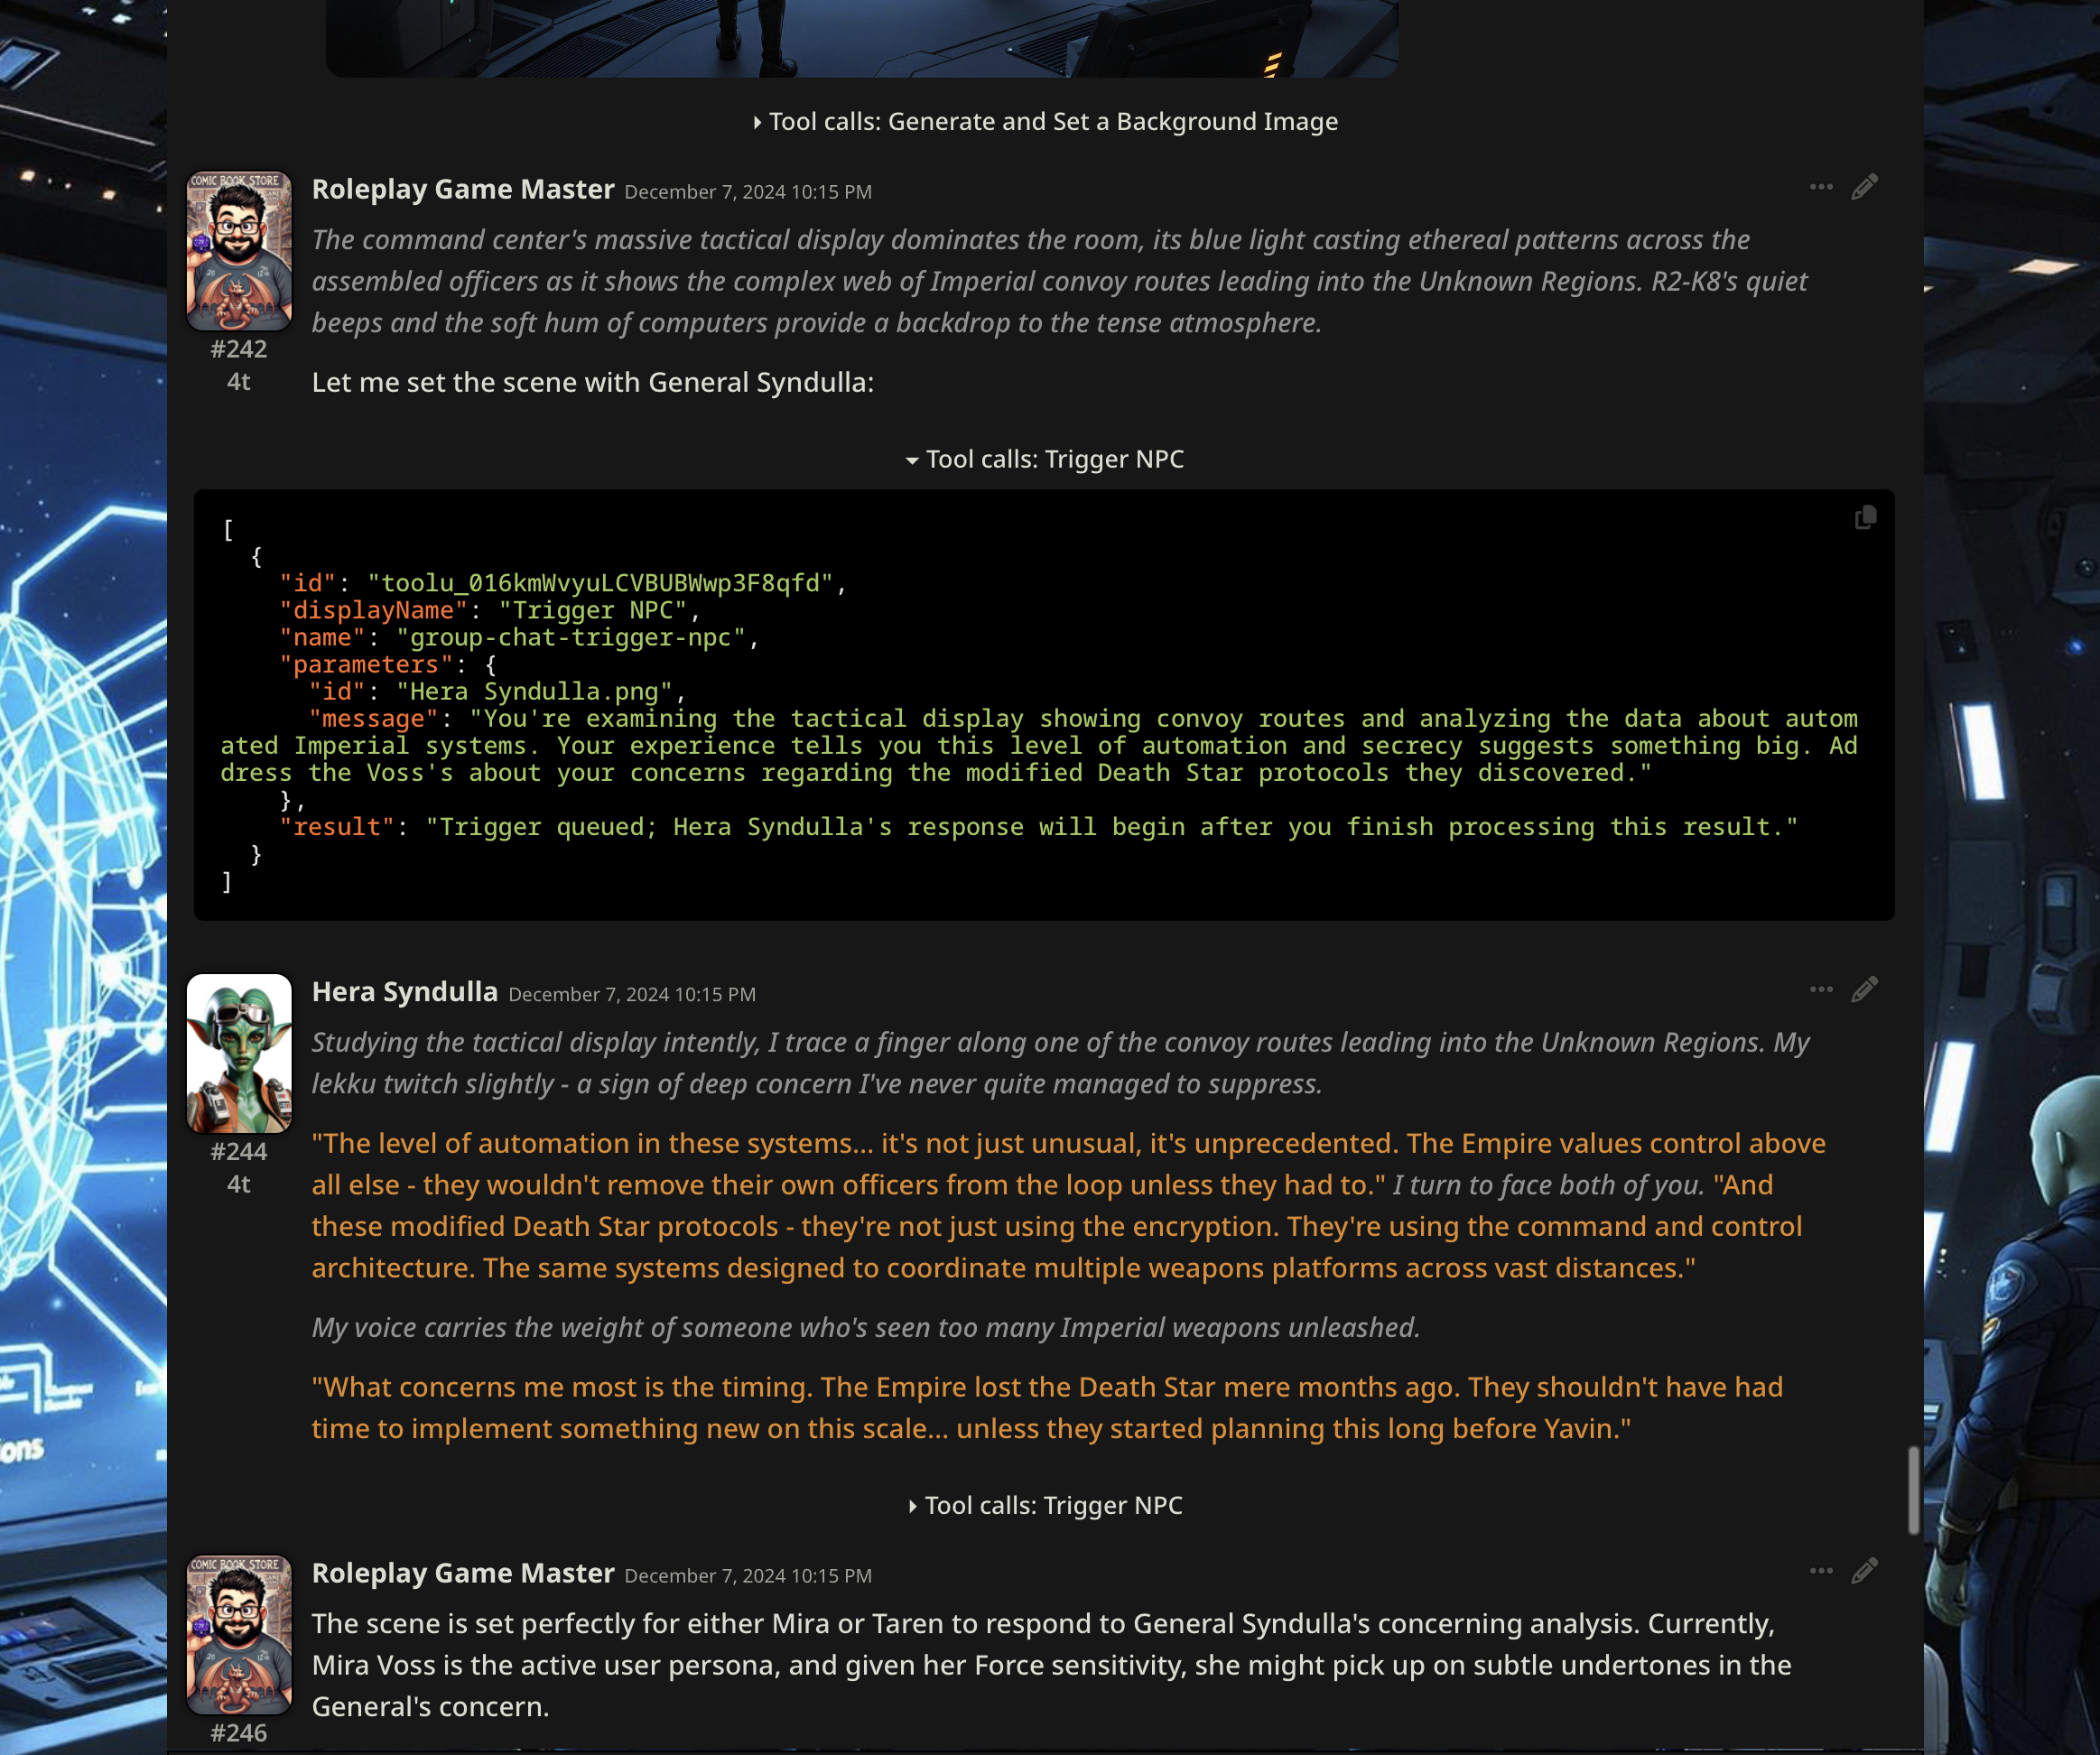 Tool calls: Generate and Set a Background Image
COMIC BOOK STORE
Roleplay Game Master December 7, 2024 10:15 PM
The command center's massive tactical display dominates the room, its blue light casting ethereal patterns across the
assembled officers as it shows the complex web of Imperial convoy routes leading into the Unknown Regions. R2-K8's quiet
beeps and the soft hum of computers provide a backdrop to the tense atmosphere.
#242
4t
Let me set the scene with General Syndulla:
Tool calls: Trigger NPC
[
{
"id": "toolu_016kmWvyuLCVBUBWwp3F8qfd",
"displayName": "Trigger NPC",
"name": "group-chat-trigger-npc",
"parameters": {
"id": "Hera Syndulla.png",
"message": "You're examining the tactical display showing convoy routes and analyzing the data about autom
ated Imperial systems. Your experience tells you this level of automation and secrecy suggests something big. Ad
dress the Voss's about your concerns regarding the modified Death Star protocols they discovered."
},
"result": "Trigger queued; Hera Syndulla's response will begin after you finish processing this result."
}
]
Hera Syndulla December 7, 2024 10:15 PM
Studying the tactical display intently, I trace a finger along one of the convoy routes leading into the Unknown Regions. My
lekku twitch slightly - a sign of deep concern I've never quite managed to suppress.
#244
4t
"The level of automation in these systems... it's not just unusual, it's unprecedented. The Empire values control above
all else - they wouldn't remove their own officers from the loop unless they had to." I turn to face both of you. "And
these modified Death Star protocols - they're not just using the encryption. They're using the command and control
architecture. The same systems designed to coordinate multiple weapons platforms across vast distances."
My voice carries the weight of someone who's seen too many Imperial weapons unleashed.
"What concerns me most is the timing. The Empire lost the Death Star mere months ago. They shouldn't have had
time to implement something new on this scale... unless they started planning this long before Yavin."
ons
Tool calls: Trigger NPC
COMIC BOOK STORE
Roleplay Game Master December 7, 2024 10:15 PM
The scene is set perfectly for either Mira or Taren to respond to General Syndulla's concerning analysis. Currently,
Mira Voss is the active user persona, and given her Force sensitivity, she might pick up on subtle undertones in the
General's concern.
#246